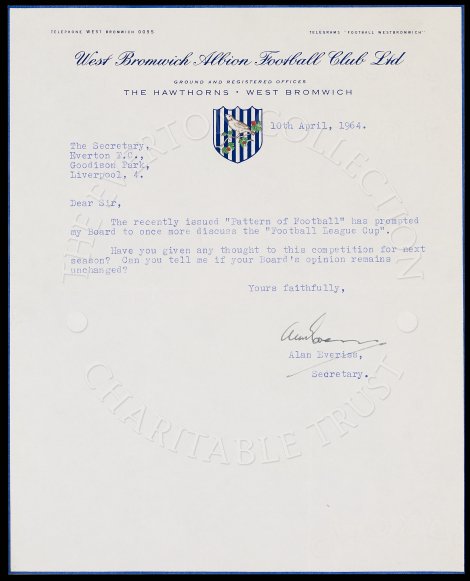 TELEPHONE WEST BROMWICH 0095
TELEGRAMS "FOOTBALL WESTBROMWICH"
West Bromwich Albion Football Club Ltd
GROUND AND REGISTERED OFFICES
THE HAWTHORNS · WEST BROMWICH
10th April, 1964.
The Secretary,
Everton F.C.,
Goodison Park,
Liverpool, 4.
Dear Sir,
The recently issued "Pattern of Football" has prompted
my Board to once more discuss the "Football League Cup".
Have you given any thought to this competition for next
season? Can you tell me if your Board's opinion remains
unchanged?
Yours faithfully,
Alan Everiss,
Secretary.
THE EVERTON COLLECTION
CHARITABLE TRUST